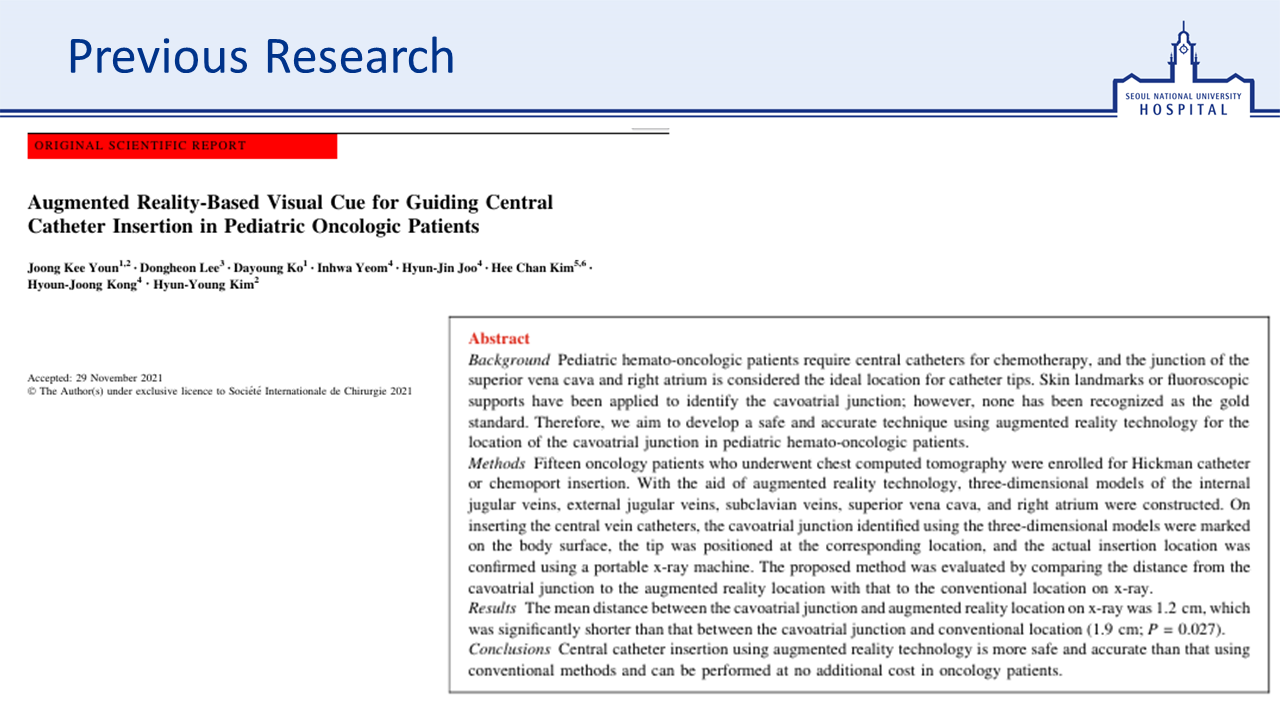 Previous Research
SEOUL NATIONAL UNIVERSITY
HOSPITAL
ORIGINAL SCIENTIFIC REPORT
Augmented Reality-Based Visual Cue for Guiding Central
Catheter Insertion in Pediatric Oncologic Patients
Joong Kee Youn1,2 · Dongheon Lee3 · Dayoung Ko1 · Inhwa Yeom4 · Hyun-Jin Joo4 · Hee Chan Kim5,6 ·
Hyoun-Joong Kong4 · Hyun-Young Kim2
Accepted: 29 November 2021
© The Author(s) under exclusive licence to Société Internationale de Chirurgie 2021
Abstract
Background Pediatric hemato-oncologic patients require central catheters for chemotherapy, and the junction of the
superior vena cava and right atrium is considered the ideal location for catheter tips. Skin landmarks or fluoroscopic
supports have been applied to identify the cavoatrial junction; however, none has been recognized as the gold
standard. Therefore, we aim to develop a safe and accurate technique using augmented reality technology for the
location of the cavoatrial junction in pediatric hemato-oncologic patients.
Methods Fifteen oncology patients who underwent chest computed tomography were enrolled for Hickman catheter
or chemoport insertion. With the aid of augmented reality technology, three-dimensional models of the internal
jugular veins, external jugular veins, subclavian veins, superior vena cava, and right atrium were constructed. On
inserting the central vein catheters, the cavoatrial junction identified using the three-dimensional models were marked
on the body surface, the tip was positioned at the corresponding location, and the actual insertion location was
confirmed using a portable x-ray machine. The proposed method was evaluated by comparing the distance from the
cavoatrial junction to the augmented reality location with that to the conventional location on x-ray.
Results The mean distance between the cavoatrial junction and augmented reality location on x-ray was 1.2 cm, which
was significantly shorter than that between the cavoatrial junction and conventional location (1.9 cm; P = 0.027).
Conclusions Central catheter insertion using augmented reality technology is more safe and accurate than that using
conventional methods and can be performed at no additional cost in oncology patients.